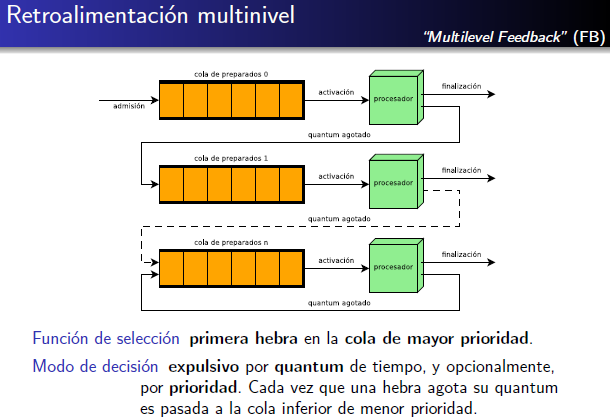 Retroalimentación multinivel
“Multilevel Feedback” (FB)
cola de preparados 0
admisión
activación
procesador
finalización
quantum agotado
cola de preparados 1
activación
procesador
finalización
quantum agotado
cola de preparados n
activación
procesador
finalización
quantum agotado
Función de selección primera hebra en la cola de mayor prioridad.
Modo de decisión expulsivo por quantum de tiempo, y opcionalmente,
por prioridad. Cada vez que una hebra agota su quantum
es pasada a la cola inferior de menor prioridad.